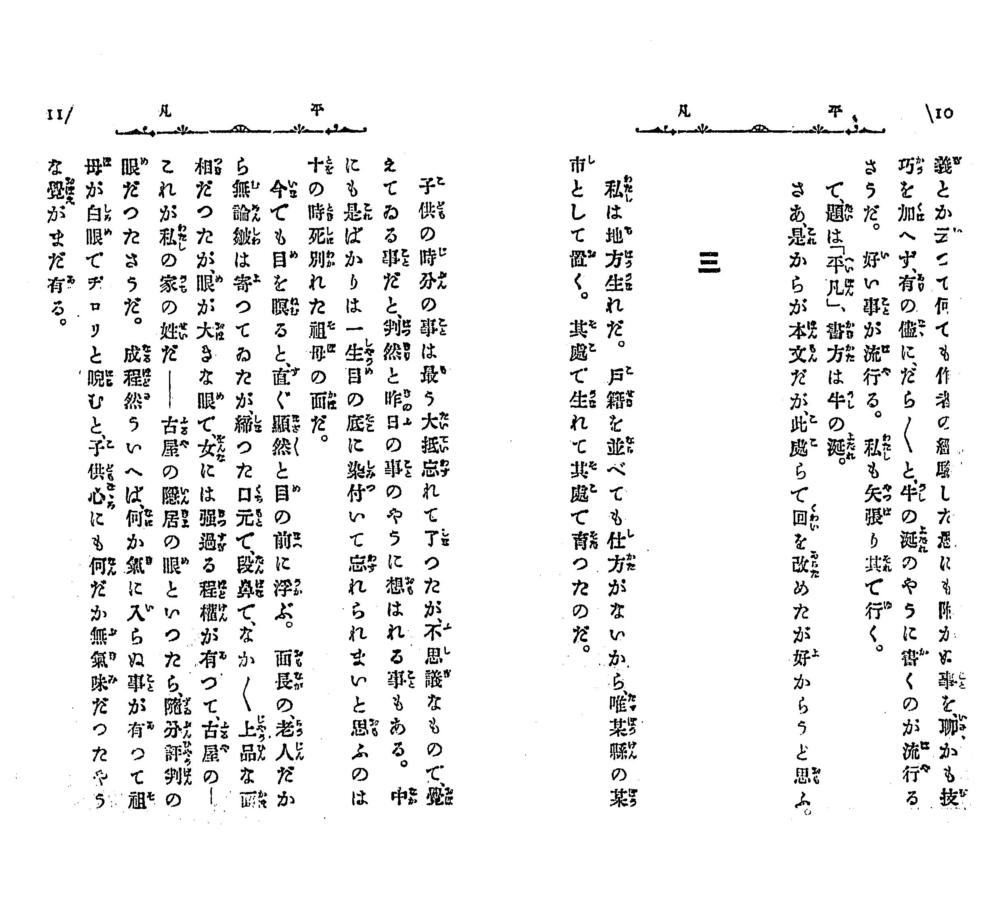 10
平凡
義とか云つて何でも作者の經驗した愚にも附かぬ事を、聊かも技
巧を加へず、有の儘に、だら〳〵と、牛の涎のやうに書くのが流行る
さうだ。好い事が流行る。私も矢張り其で行く。
で、題は「平凡」、書方は牛の涎。
さあ、是からが本文だが、此處らで回を改めたが好からうと思ふ。
三
私は地方生れだ。戸籍を並べても仕方がないから、唯某縣の某
市として置く。其處で生れて其處で育つたのだ。
11
平凡
子供の時分の事は最う大抵忘れて了つたが、不思議なもので、覺
えてゐる事だと、判然と昨日の事のやうに想はれる事もある。中
にも是ばかりは一生目の底に染付いて忘れられまいと思ふのは
十の時死別れた祖母の面だ。
今でも目を瞑ると、直ぐ顯然と目の前に浮ぶ。面長の、老人だか
ら無論皺は寄つてゐたが、締つた口元で、段鼻で、なか〳〵上品な面
相だつたが、眼が大きな眼で、女には强過る程權が有つて、古屋の―
これが私の家の姓だ――古屋の隱居の眼といつたら、隨分評判の
眼だつたさうだ。成程然ういへば、何か氣に入らぬ事が有つて祖
母が白眼でヂロリと睨むと、子供心にも何だか無氣味だつたやう
な覺がまだ有る。